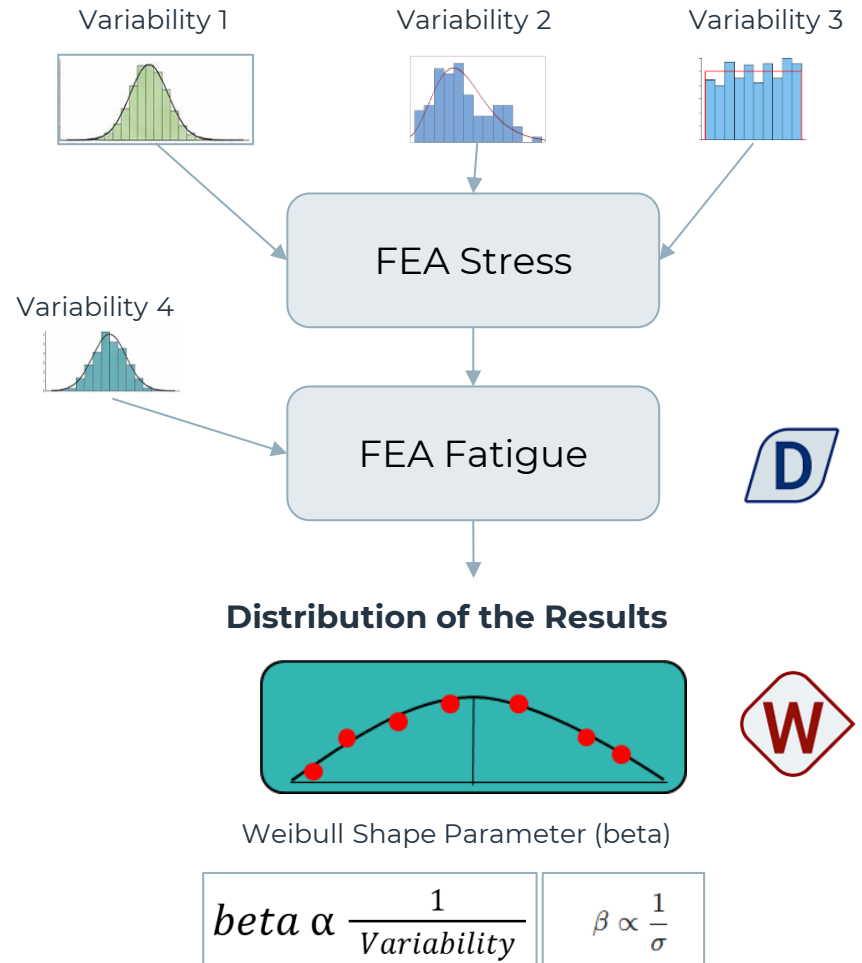 Variability 1
Variability 2
Variability 3
FEA Stress
Variability 4
FEA Fatigue
D
Distribution of the Results
W
Weibull Shape Parameter (beta)
beta α 1/Variability
β ∝ 1/σ